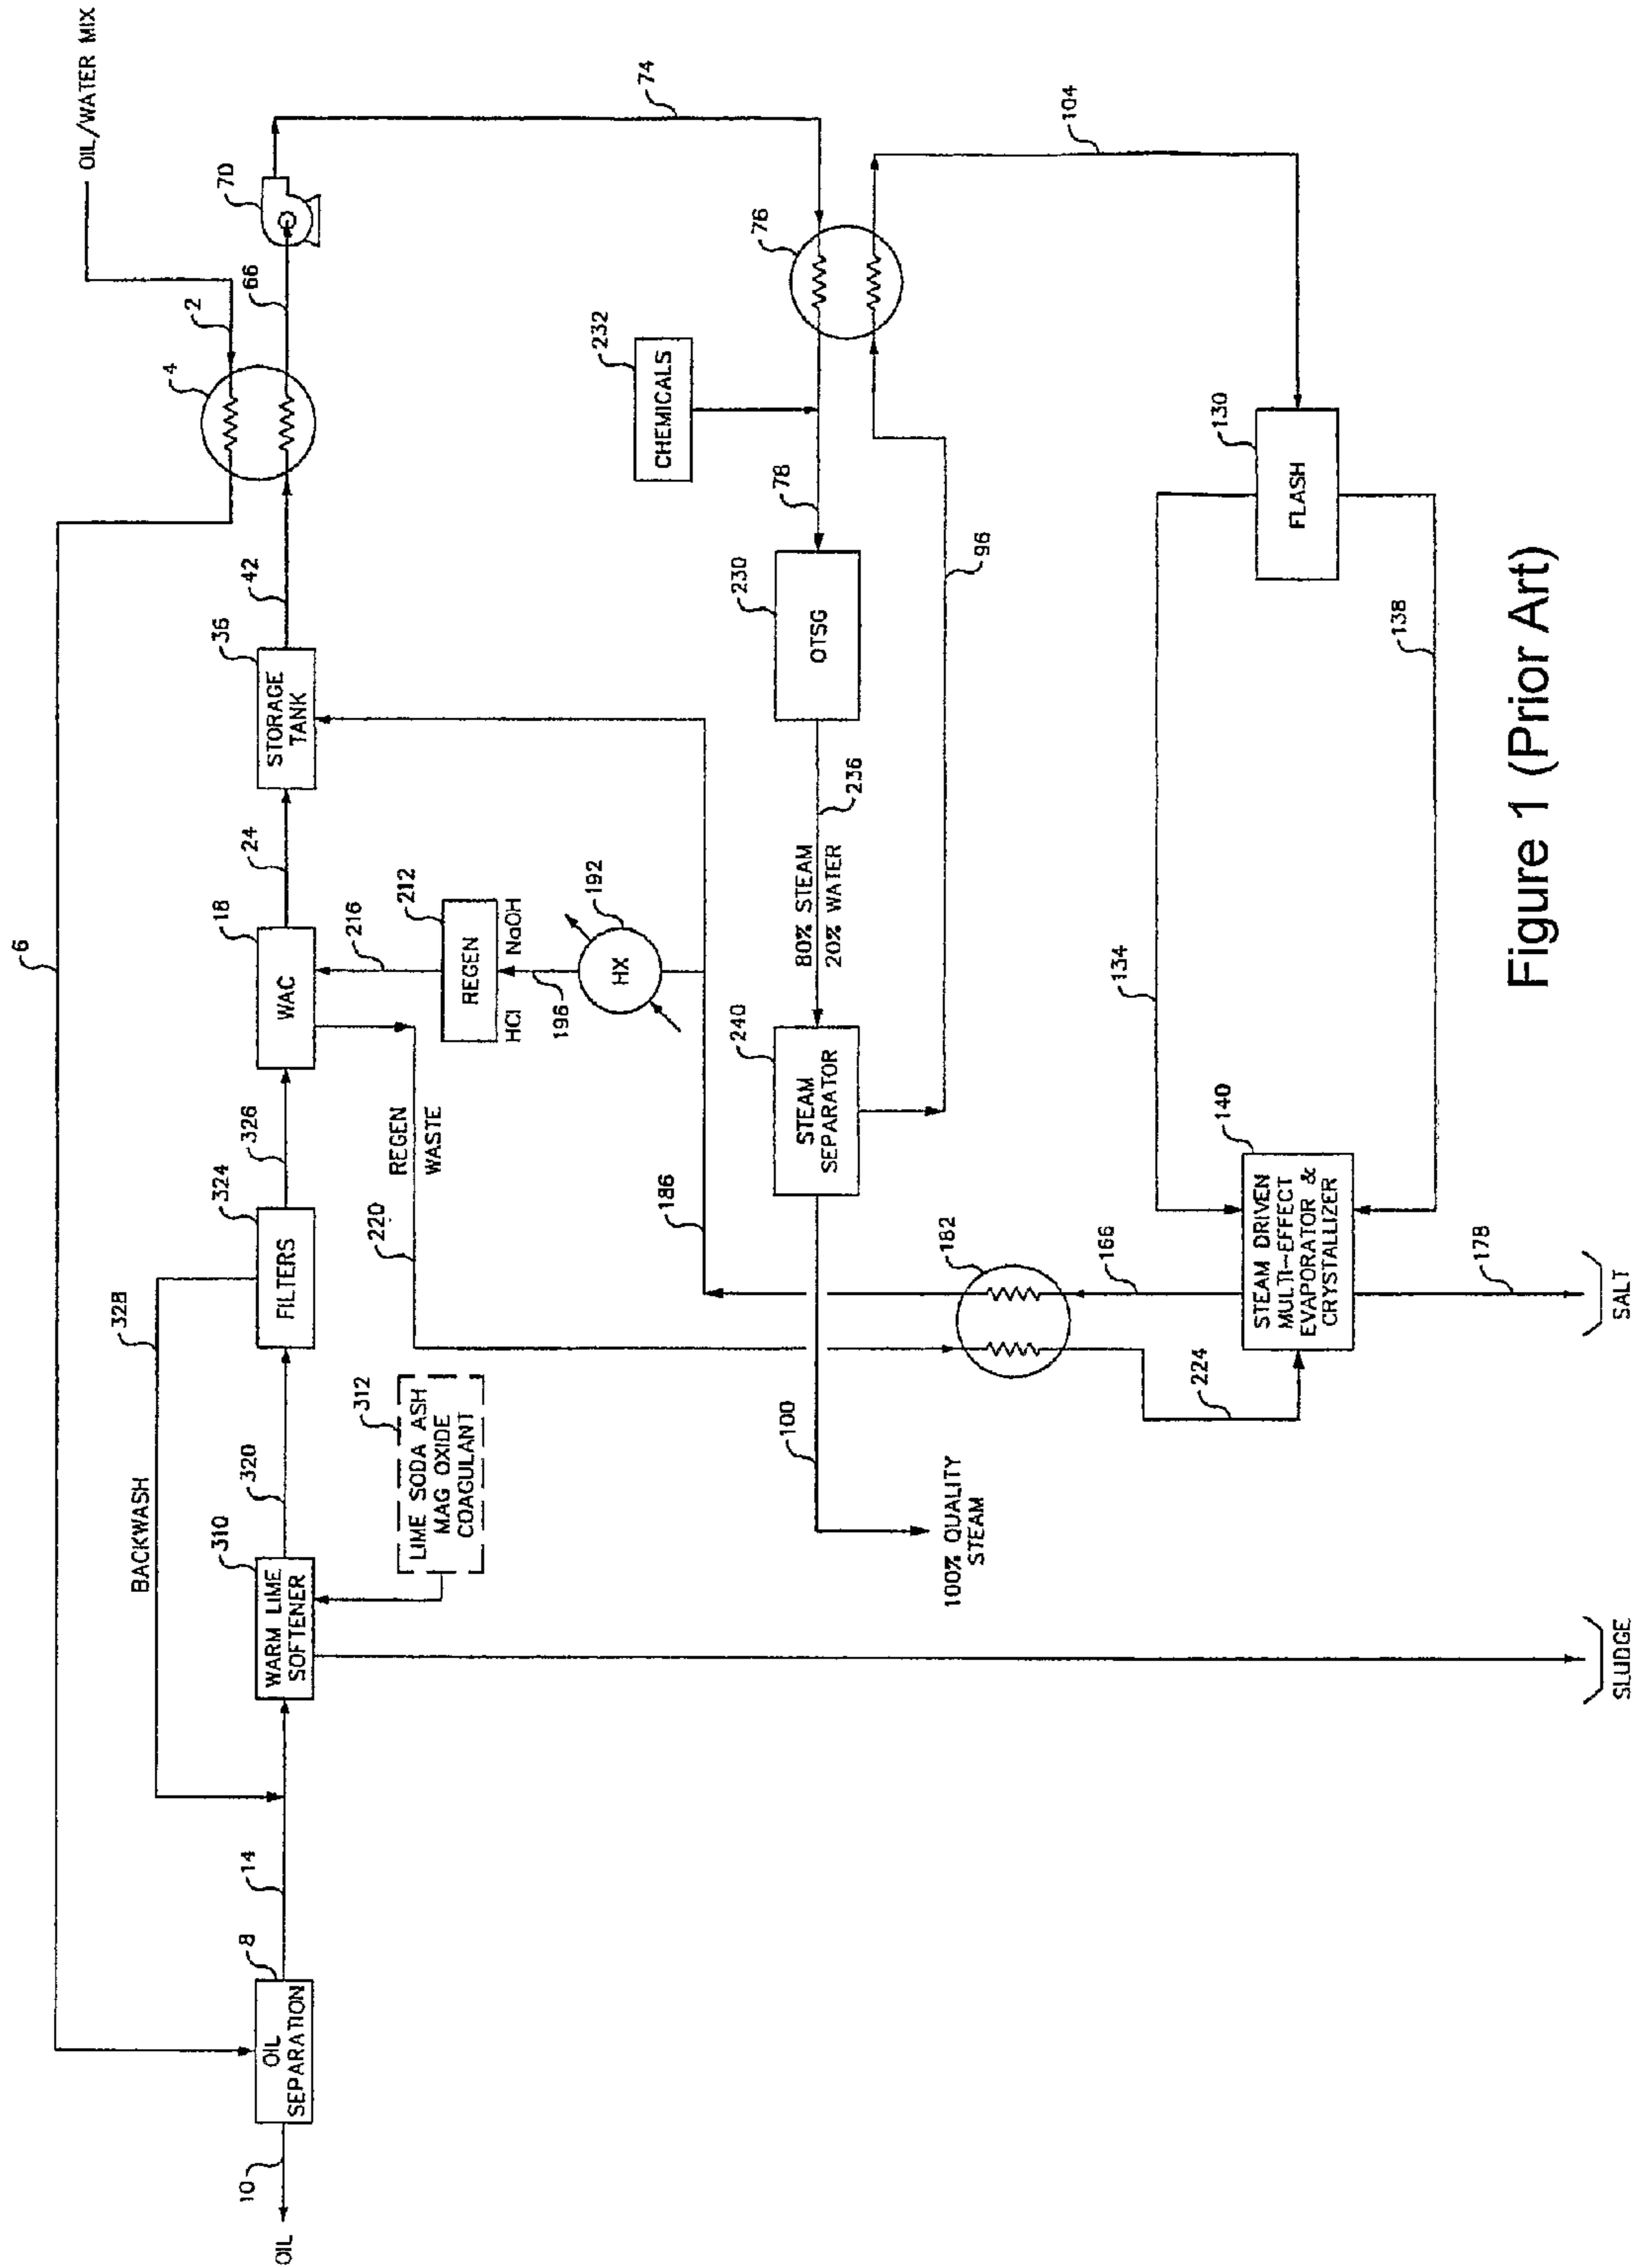 OIL/WATER MIX
6
2
4
66
70
74
42
36
STORAGE
TANK
24
18
WAC
326
324
FILTERS
328
BACKWASH
320
310
WARM LIME
SOFTENER
14
8
OIL
SEPARATION
10
OIL
312
LIME SODA ASH
MAG OXIDE
COAGULANT
220
REGEN
WASTE
216
212
REGEN
HCl
NaOH
196
192
HX
186
76
232
CHEMICALS
78
230
OTSG
236
80% STEAM
20% WATER
240
STEAM
SEPARATOR
96
100
100% QUALITY
STEAM
104
130
FLASH
134
138
140
STEAM DRIVEN
MULTI-EFFECT
EVAPORATOR &
CRYSTALLIZER
182
166
224
178
SALT
SLUDGE
Figure 1 (Prior Art)